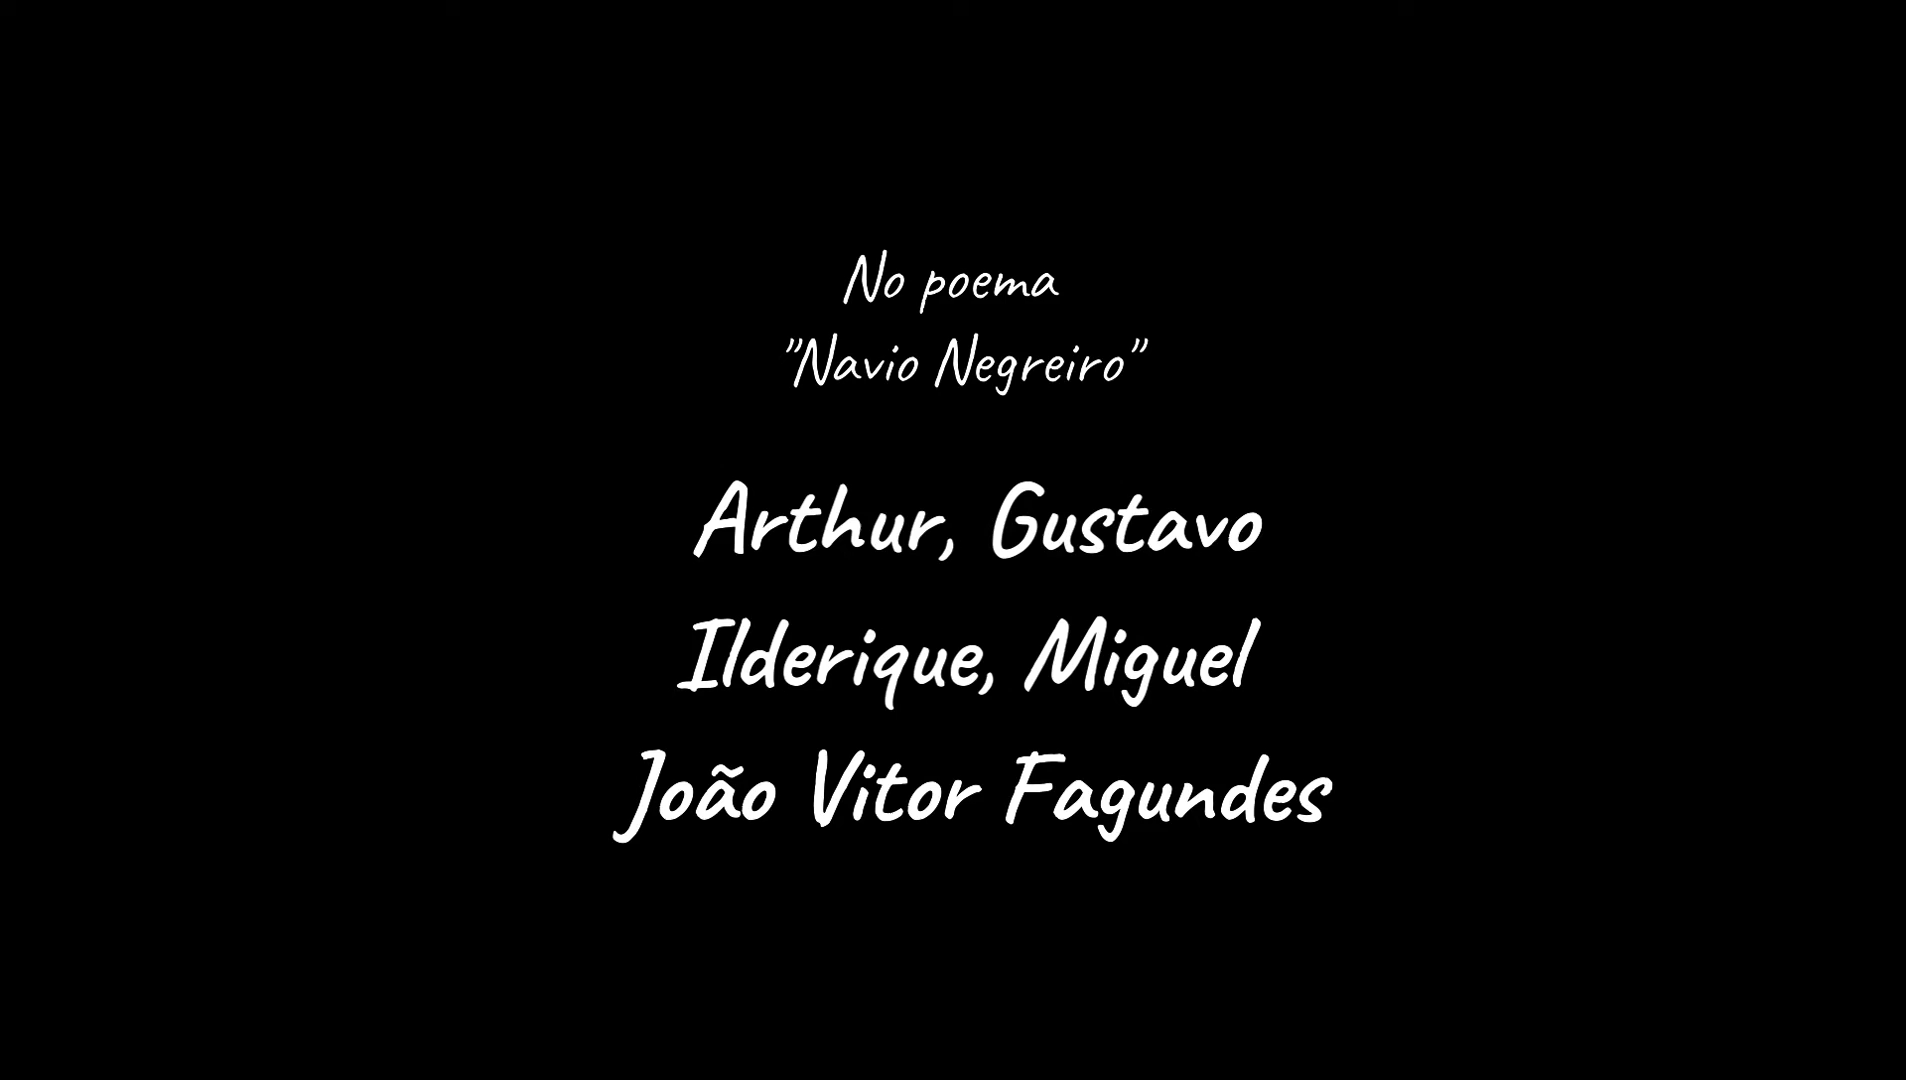 No poema
"Navio Negreiro"
Arthur, Gustavo
Ilderique, Miguel
João Vitor Fagundes